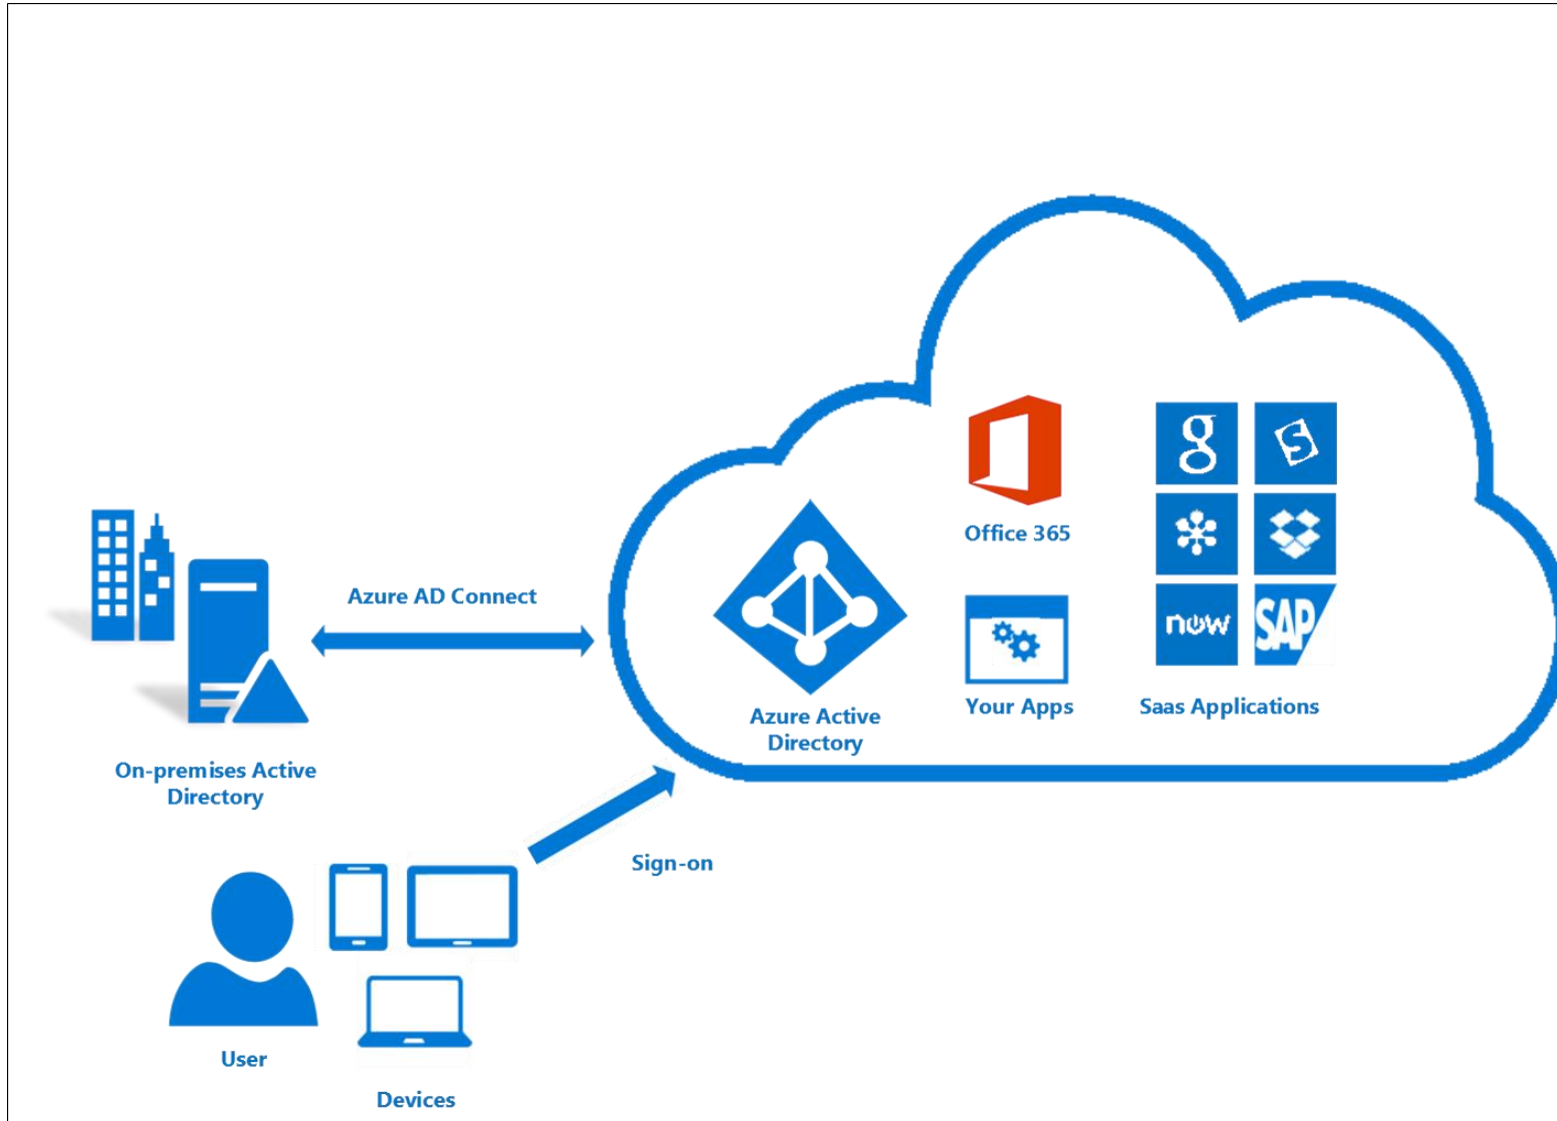 Office 365
g
S
now
SAP
Azure AD Connect
Your Apps
Saas Applications
Azure Active
Directory
On-premises Active
Directory
Sign-on
User
Devices